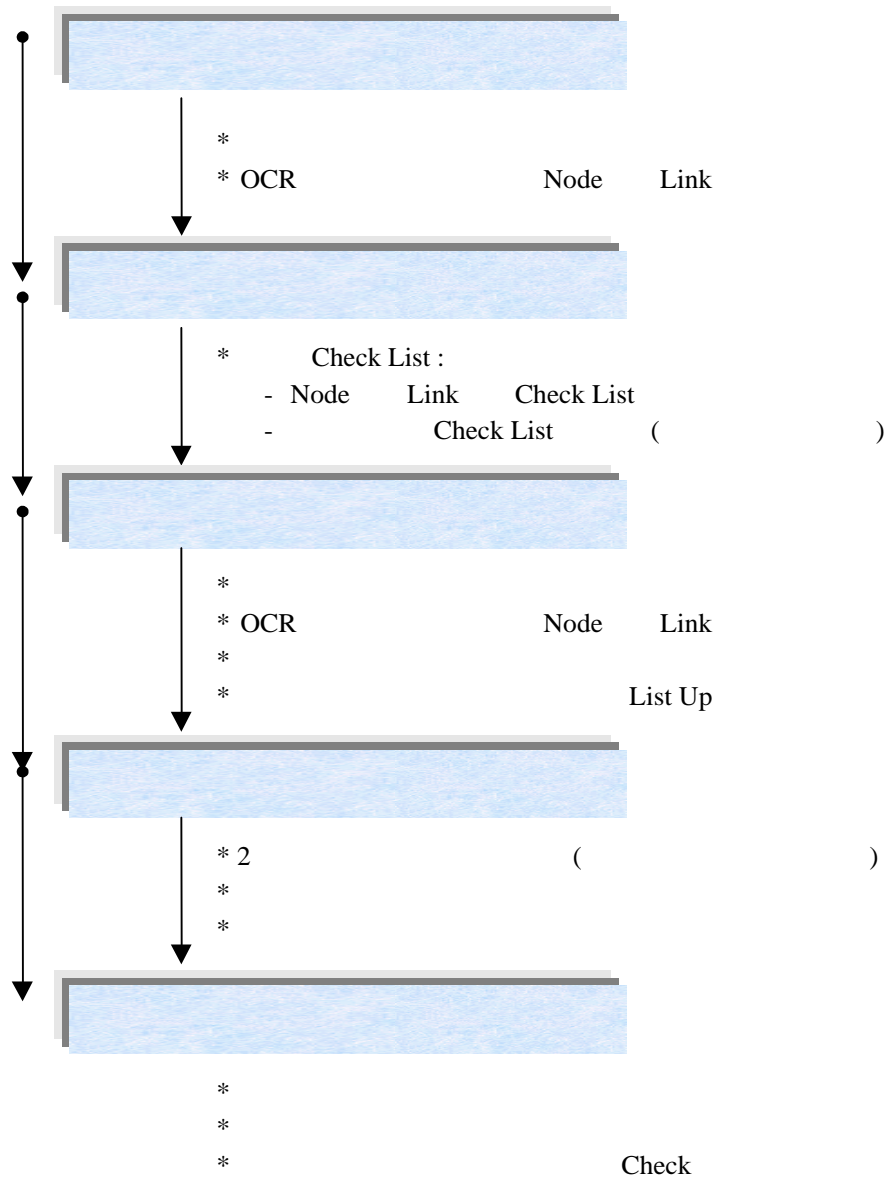 *
* OCR Node Link
* Check List :
- Node Link Check List
- Check List ( )
*
* OCR Node Link
*
* List Up
* 2 ( )
*
*
*
*
* Check